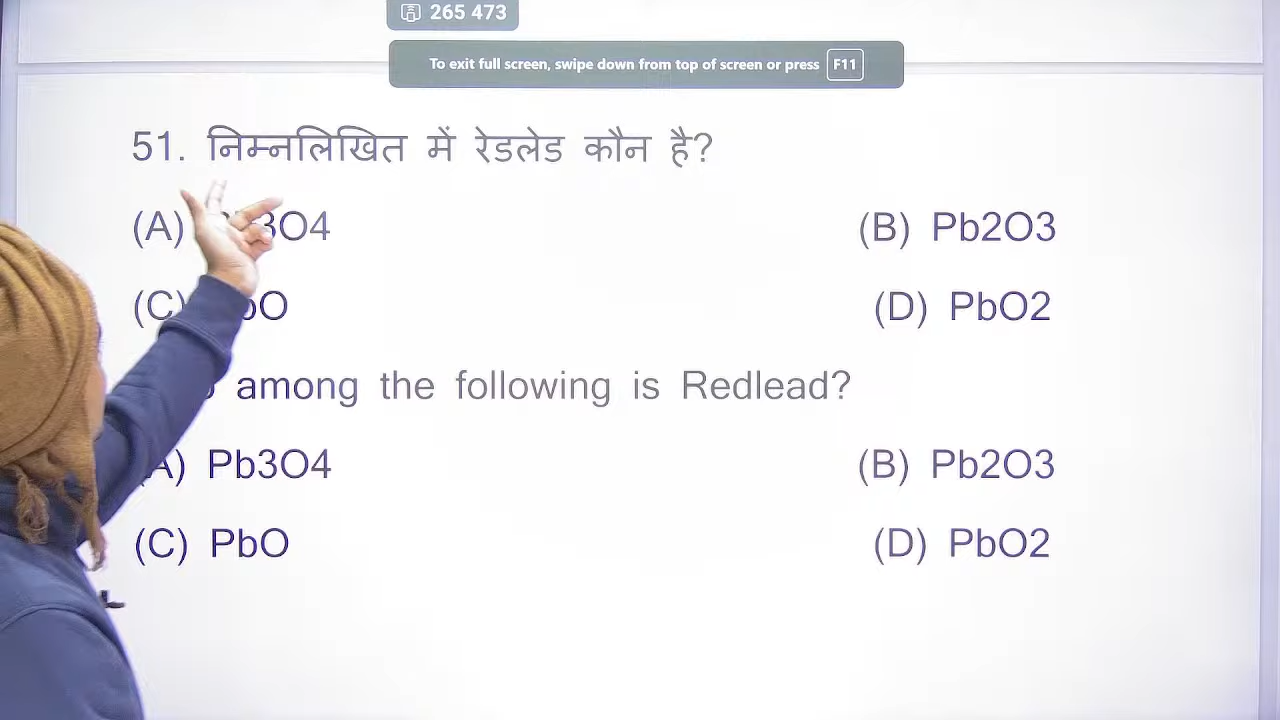 265 473
To exit full screen, swipe down from top of screen or press F11
51. निम्नलिखित में रेडलेड कौन है?
(A) 3O4 (B) Pb2O3
(C) bO (D) PbO2
among the following is Redlead?
A) Pb3O4 (B) Pb2O3
(C) PbO (D) PbO2